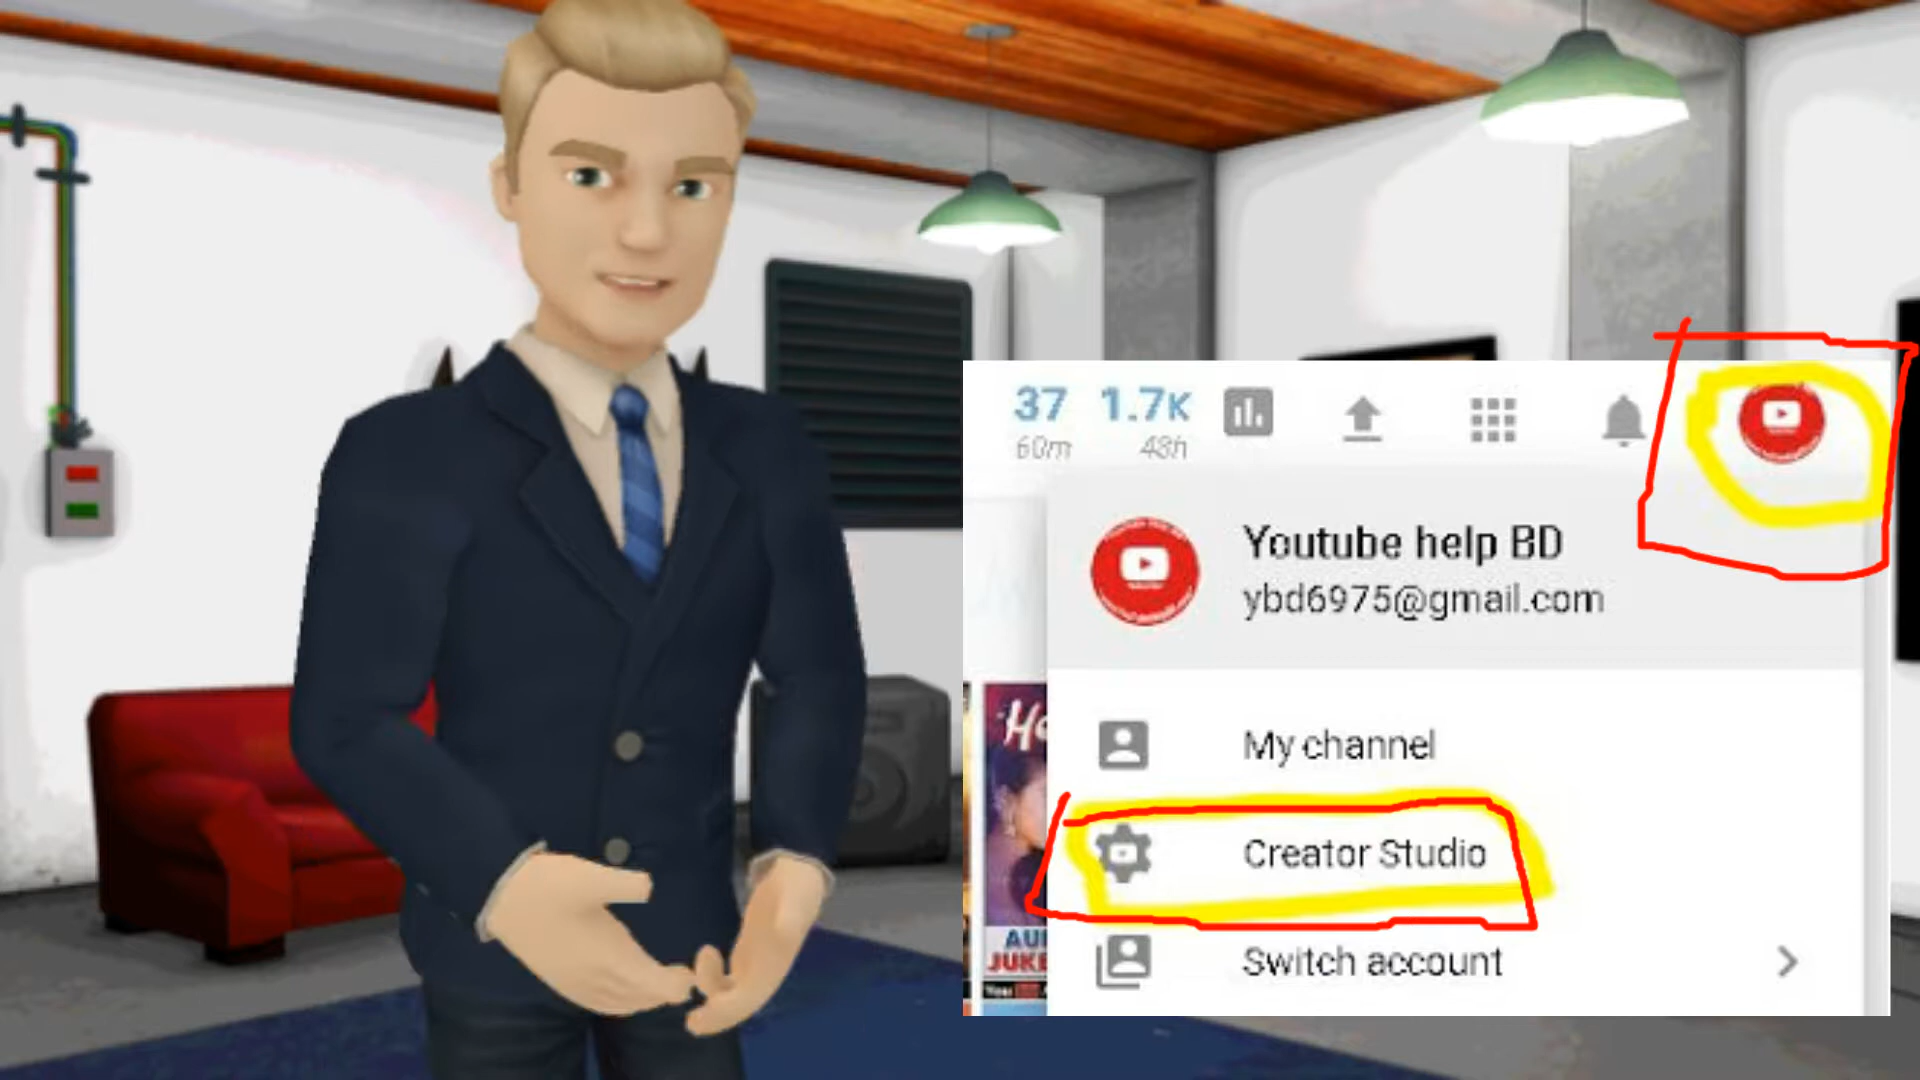 37 1.7K
60m 48h
Youtube help BD
ybd6975@gmail.com
My channel
Creator Studio
Switch account